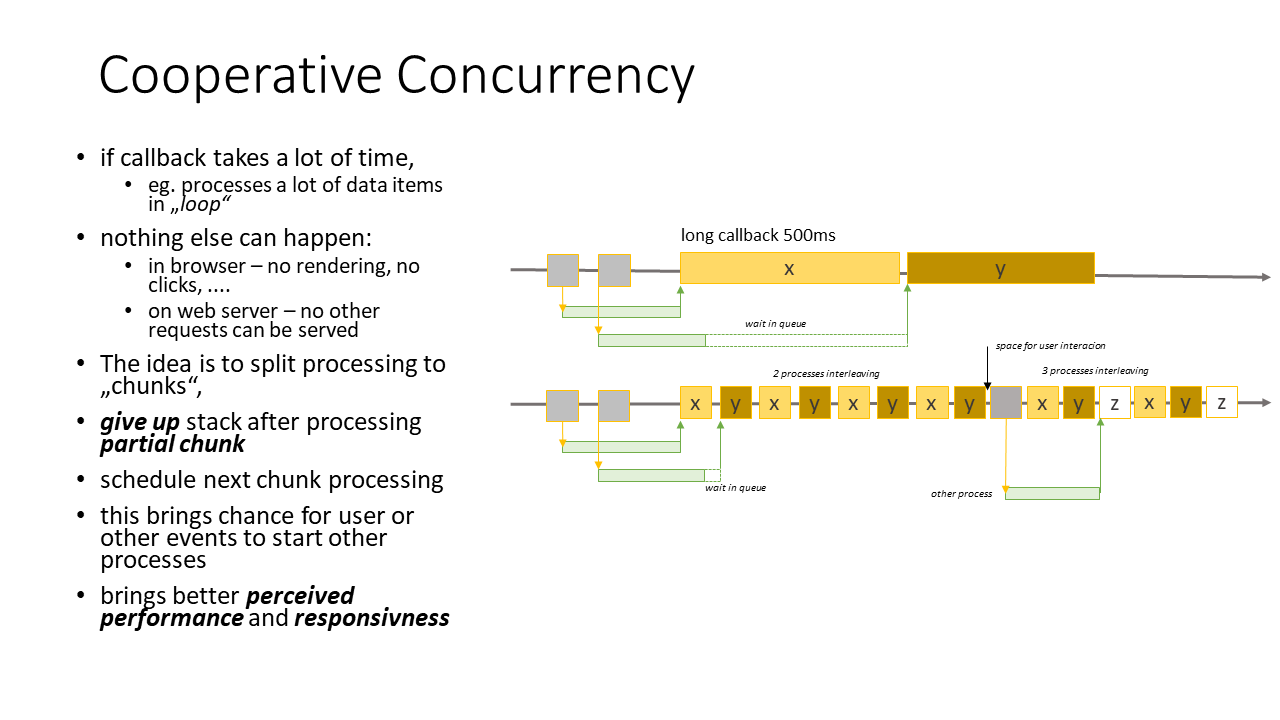 Cooperative Concurrency
• if callback takes a lot of time,
• eg. processes a lot of data items
in „loop“
• nothing else can happen:
• in browser – no rendering, no
clicks, ....
• on web server – no other
requests can be served
• The idea is to split processing to
„chunks“,
• give up stack after processing
partial chunk
• schedule next chunk processing
• this brings chance for user or
other events to start other
processes
• brings better perceived
performance and responsivness
long callback 500ms
x y
wait in queue
space for user interacion
2 processes interleaving
3 processes interleaving
x y x y x y x y x y z x y z
wait in queue
other process